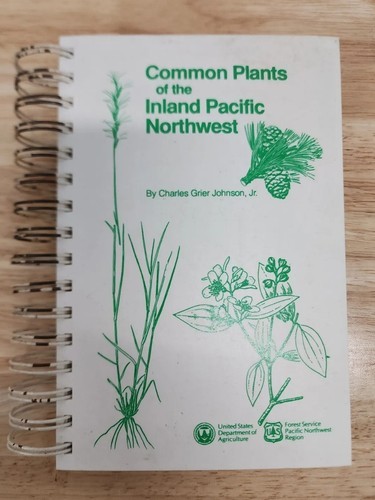 Common Plants
of the
Inland Pacific
Northwest
By Charles Grier Johnson, Jr.
United States
Department of
Agriculture
Forest Service
Pacific Northwest
Region